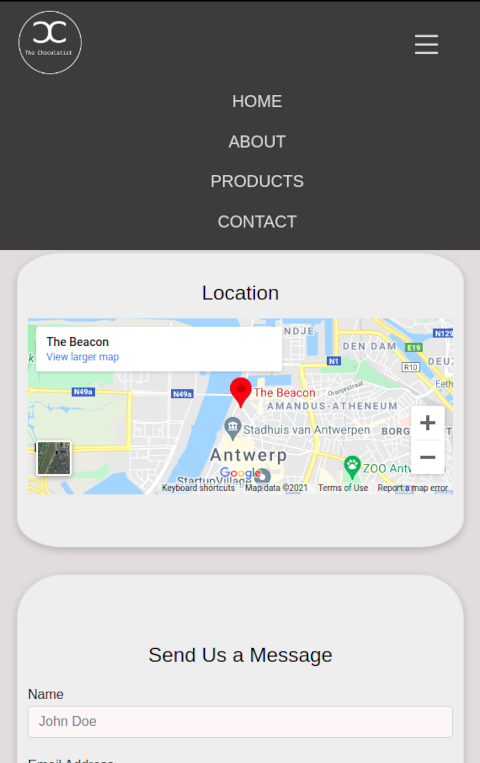 The Chocolatist
HOME
ABOUT
PRODUCTS
CONTACT
Location
The Beacon
View larger map
NDJE
N129
DEN DAM
E19
DEUZ
N1
R10
N49a
N49a
The Beacon
Oranjestraat
Eeth
AMANDUS-ATHENEUM
Stadhuis van Antwerpen
BORG
Antwerp
ZOO Antw
StartupVillage
Google
Keyboard shortcuts
Map data ©2021
Terms of Use
Report a map error
Send Us a Message
Name
John Doe
Email Address